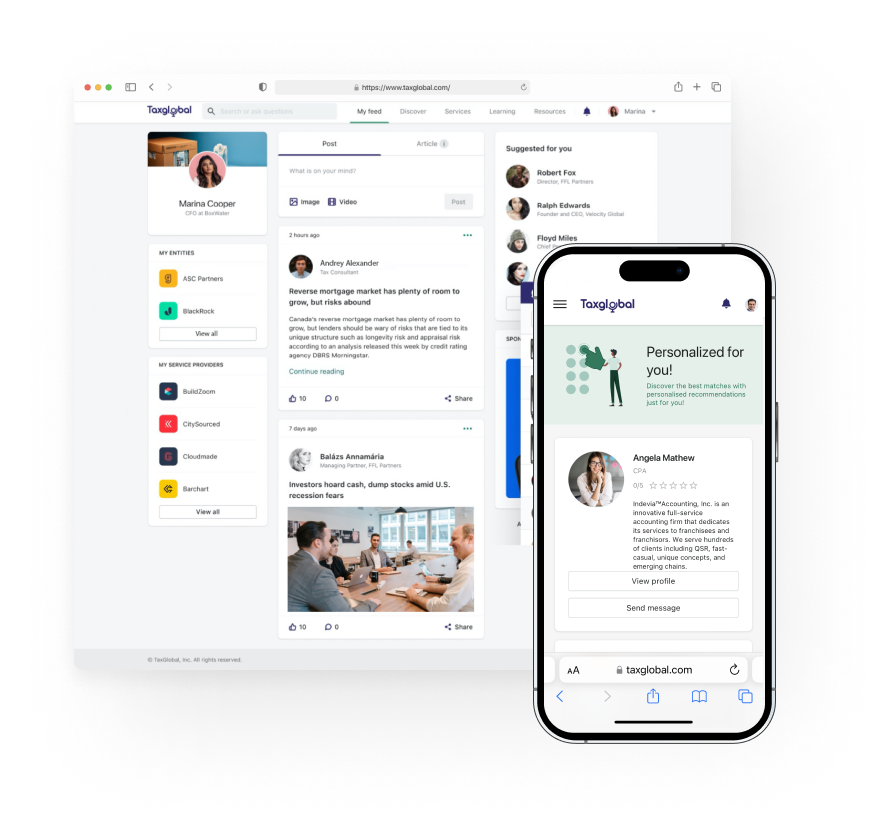 https://www.taxglobal.com/
Taxglobal
Search or ask Questions
My feed
Discover
Services
Learning
Resources
Marina
Marina Cooper
CFO at BoxWater
MY ENTITIES
ASC Partners
BlackRock
View all
MY SERVICE PROVIDERS
BuildZoom
CitySourced
Cloudmade
Barchart
View all
Post
Article
What is on your mind?
Image
Video
Post
2 hours ago
Andrey Alexander
Tax Consultant
Reverse mortgage market has plenty of room to
grow, but risks abound
Canada's reverse mortgage market has plenty of room to
grow, but lenders should be wary of risks that are tied to its
unique structure such as longevity risk and appraisal risk
according to an analysis released this week by credit rating
agency DBRS Morningstar.
Continue reading
10
0
Share
7 days ago
Balázs Annamária
Managing Partner, FFL Partners
Investors hoard cash, dump stocks amid U.S.
recession fears
10
0
Share
Suggested for you
Robert Fox
Director, FFL Partners
Ralph Edwards
Founder and CEO, Velocity Global
Floyd Miles
Chief
SPON
A
© TaxGlobal, Inc. All rights reserved.
Taxglobal
Personalized for
you!
Discover the best matches with
personalised recommendations
just for you!
Angela Mathew
CPA
0/5
Indevia™Accounting, Inc. is an
innovative full-service
accounting firm that dedicates
its services to franchisees and
franchisors. We serve hundreds
of clients including QSR, fast-
casual, unique concepts, and
emerging chains.
View profile
Send message
AA
taxglobal.com